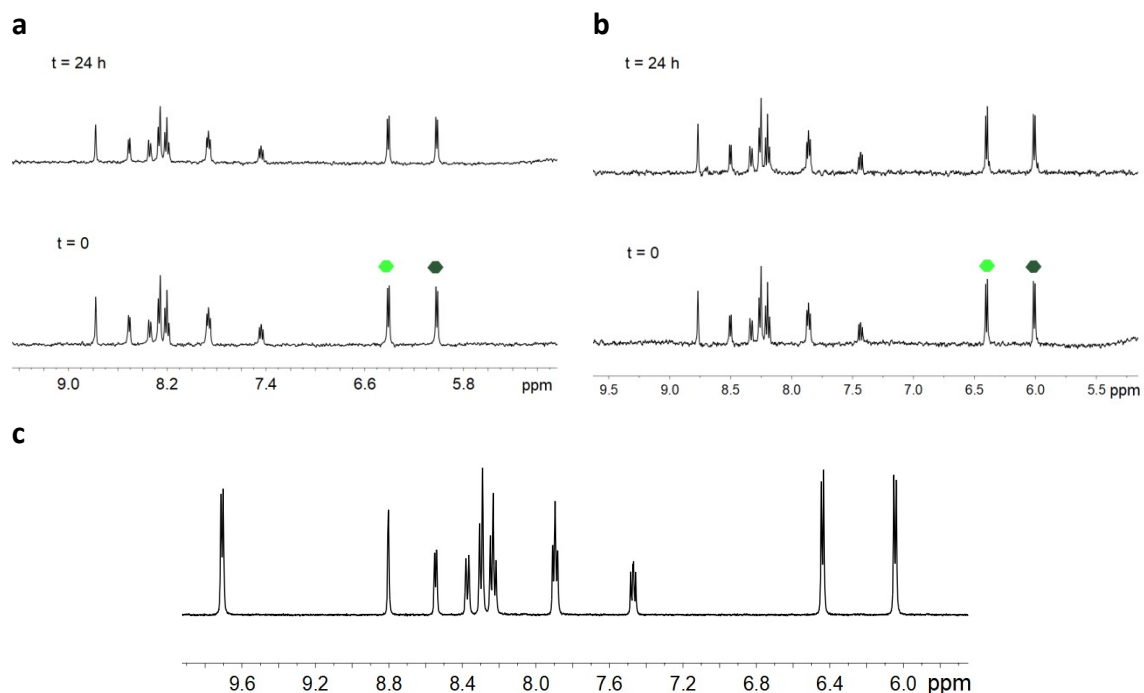 a
t = 24 h
t = 0
9.0 8.2 7.4 6.6 5.8 ppm
b
t = 24 h
t = 0
9.5 9.0 8.5 8.0 7.5 7.0 6.5 6.0 5.5 ppm
c
9.6 9.2 8.8 8.4 8.0 7.6 7.2 6.8 6.4 6.0 ppm